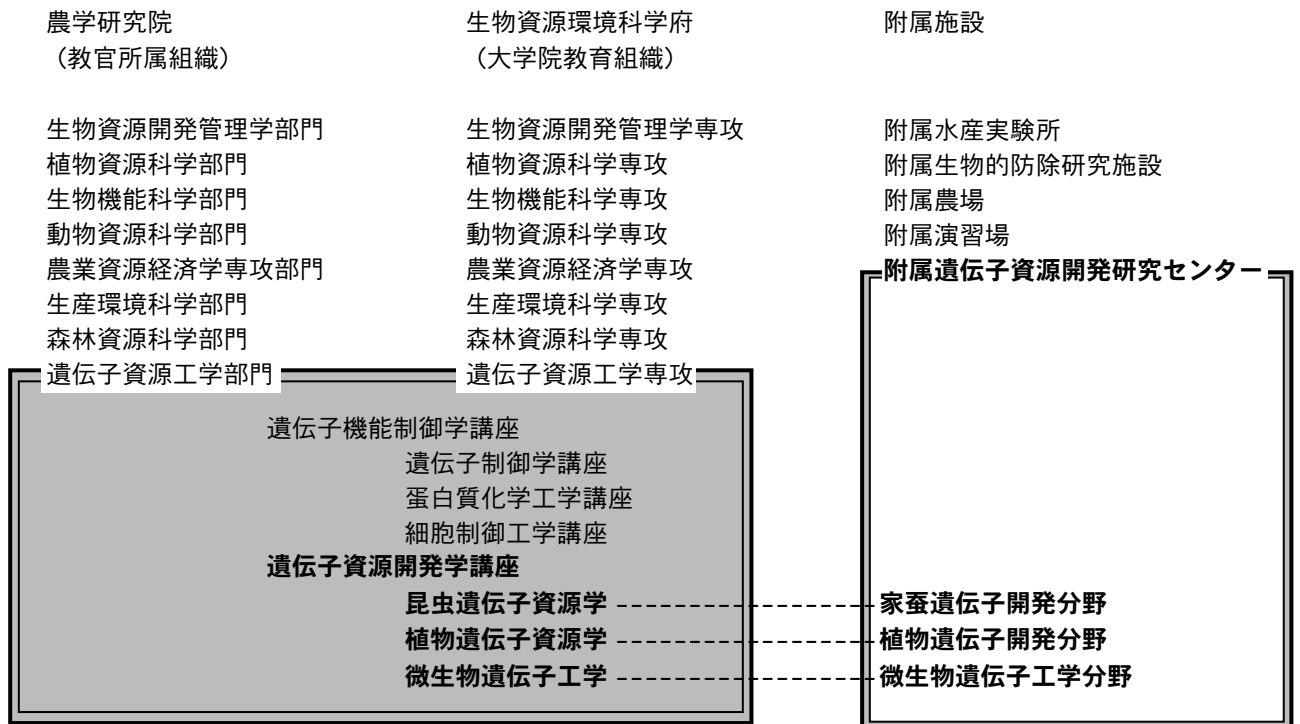 農学研究院
（教官所属組織）
生物資源開発管理学部門
植物資源科学部門
生物機能科学部門
動物資源科学部門
農業資源経済学専攻部門
生産環境科学部門
森林資源科学部門
遺伝子資源工学部門
生物資源環境科学府
（大学院教育組織）
生物資源開発管理学専攻
植物資源科学専攻
生物機能科学専攻
動物資源科学専攻
農業資源経済学専攻
生産環境科学専攻
森林資源科学専攻
遺伝子資源工学専攻
遺伝子機能制御学講座
遺伝子制御学講座
蛋白質化学工学講座
細胞制御工学講座
遺伝子資源開発学講座
昆虫遺伝子資源学
植物遺伝子資源学
微生物遺伝子工学
附属施設
附属水産実験所
附属生物的防除研究施設
附属農場
附属演習場
附属遺伝子資源開発研究センター
家蚕遺伝子開発分野
植物遺伝子開発分野
微生物遺伝子工学分野